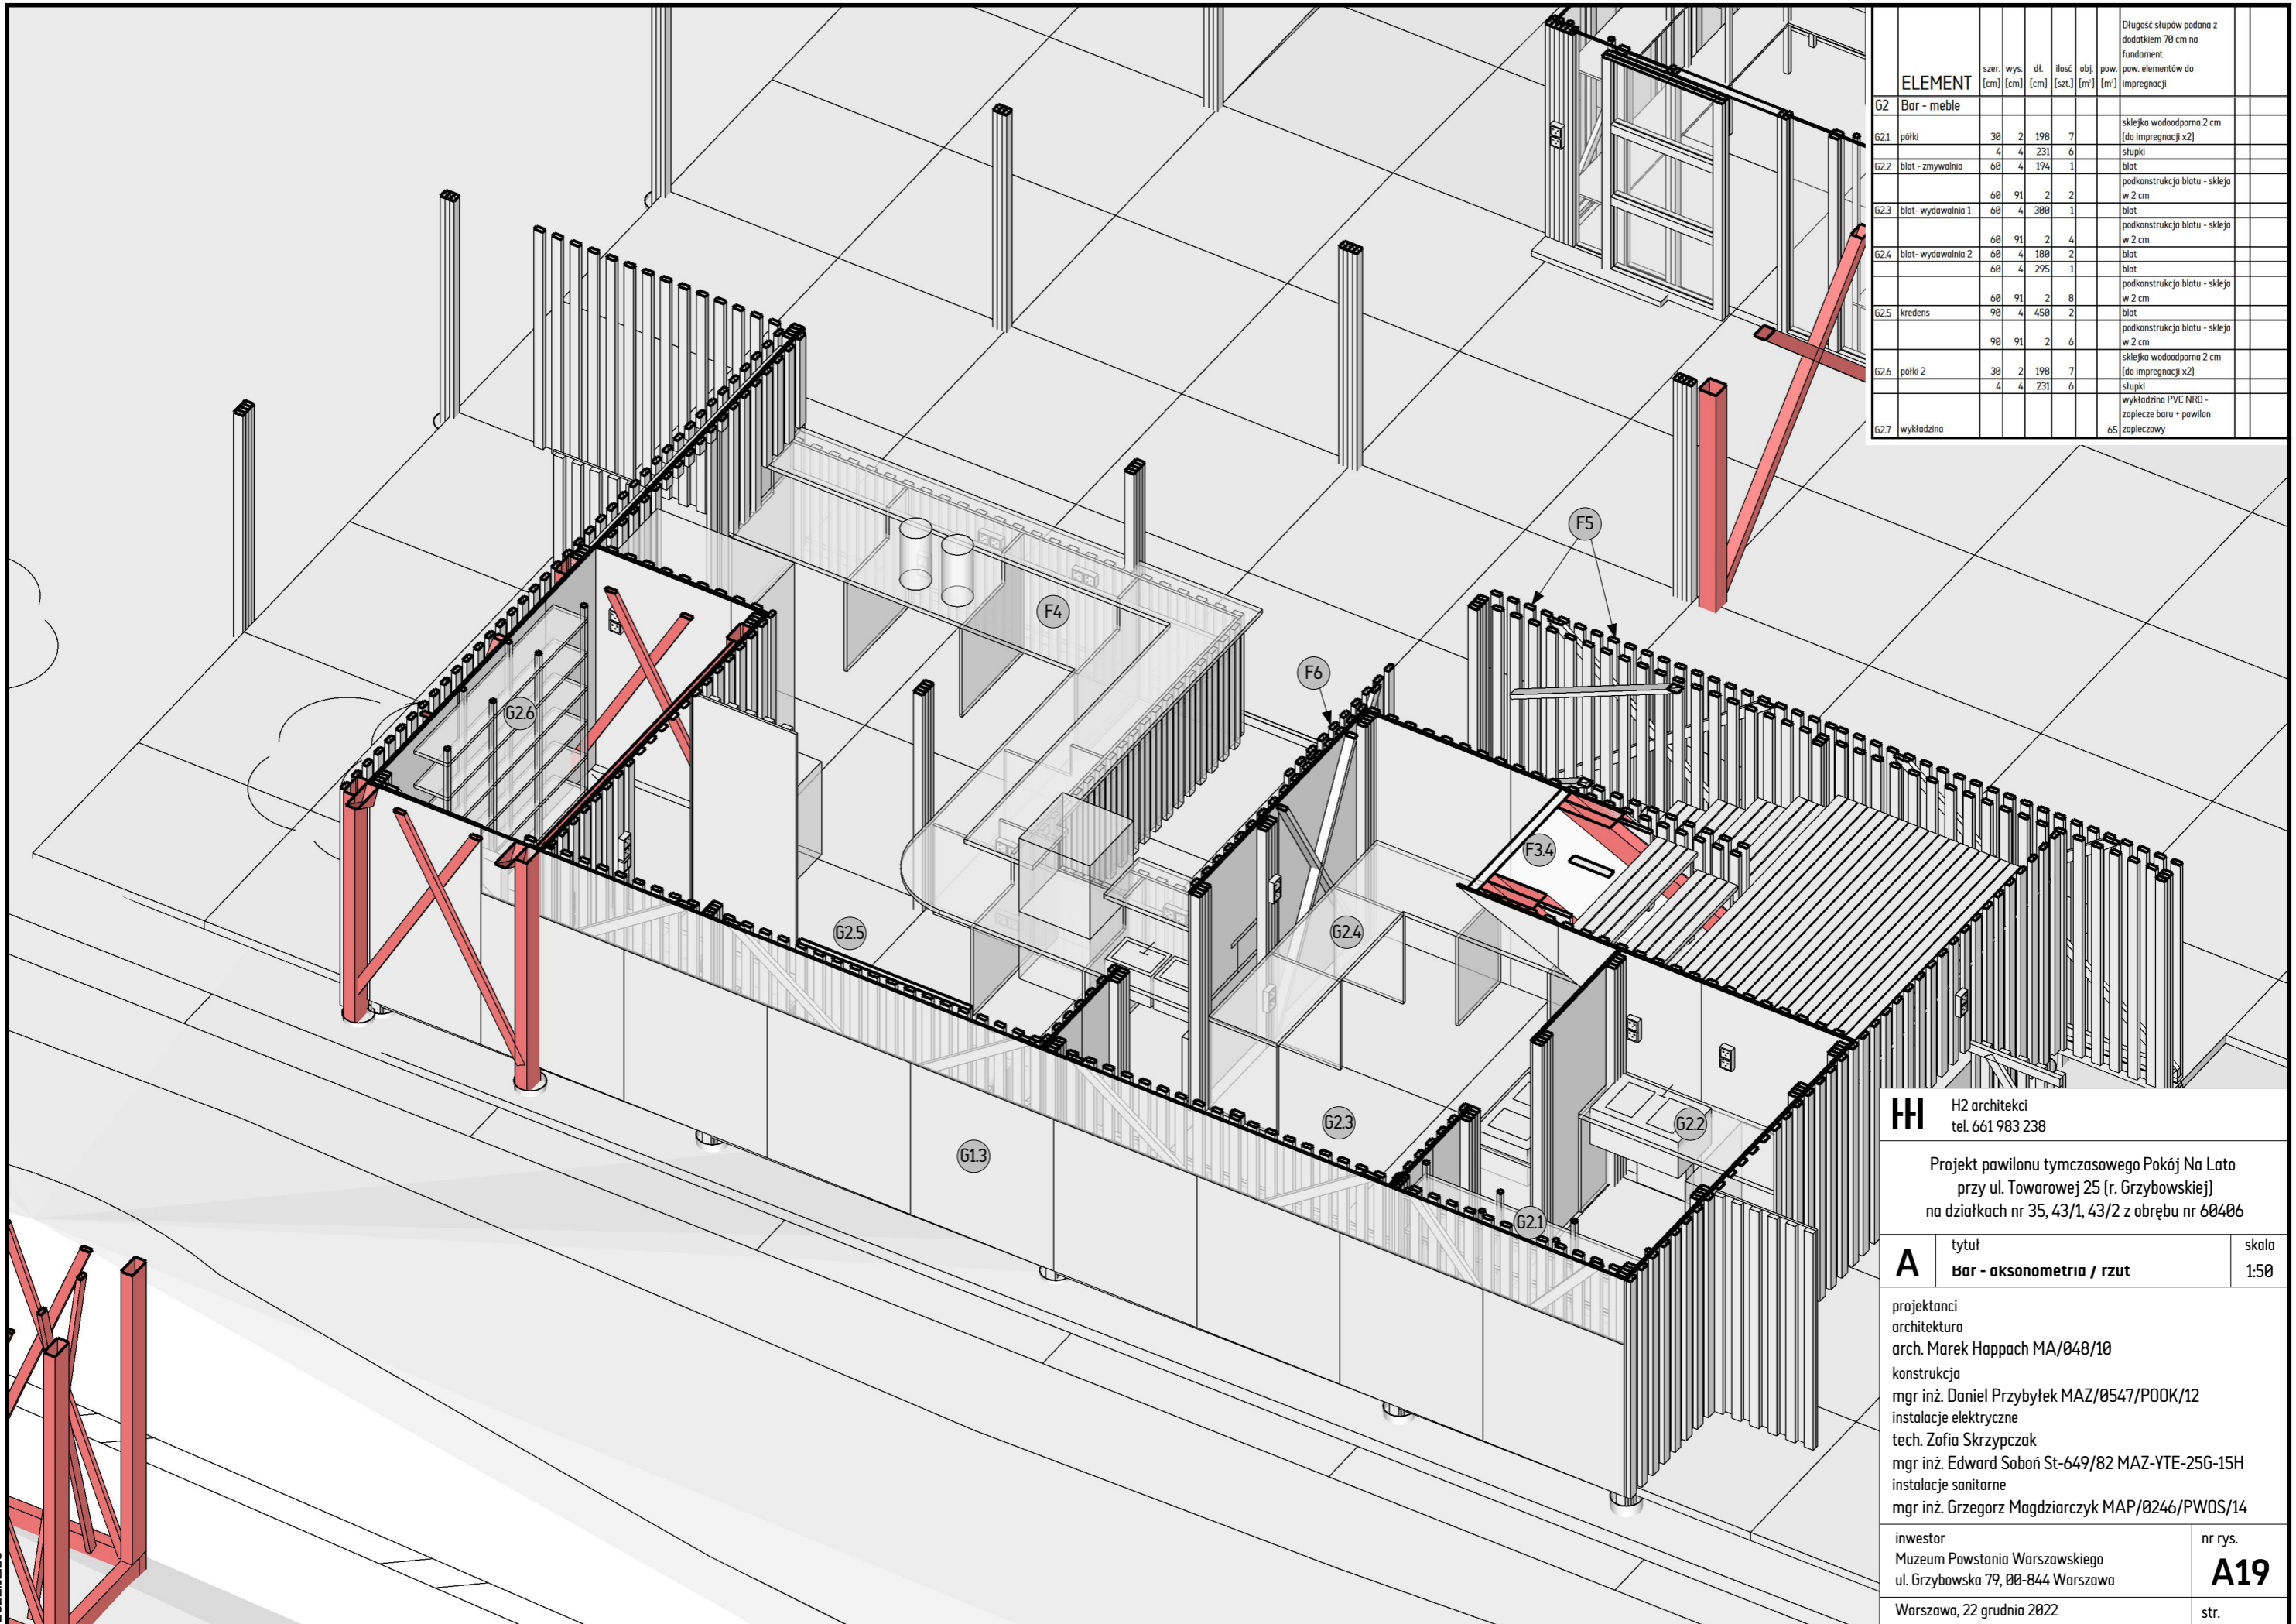 Długość słupów podana z
dodatkiem 70 cm na
fundament
szer. wys. dł. ilość obj. pow. pow. elementów do
ELEMENT [cm] [cm] [cm] [szt.] [m³] [m²] impregnacji
G2 Bar - meble
sklejka wodoodporna 2 cm
G2.1 półki 30 2 198 7 (do impregnacji x2)
4 4 231 6 słupki
G2.2 blat - zmywalnia 60 4 194 1 blat
podkonstrukcja blatu - skleja
60 91 2 2 w 2 cm
G2.3 blat- wydawalnia 1 60 4 300 1 blat
podkonstrukcja blatu - skleja
60 91 2 4 w 2 cm
G2.4 blat- wydawalnia 2 60 4 180 2 blat
60 4 295 1 blat
podkonstrukcja blatu - skleja
60 91 2 8 w 2 cm
G2.5 kredens 90 4 450 2 blat
podkonstrukcja blatu - skleja
90 91 2 6 w 2 cm
sklejka wodoodporna 2 cm
G2.6 półki 2 30 2 198 7 (do impregnacji x2)
4 4 231 6 słupki
wykładzina PVC NRO -
zaplecze baru + pawilon
G2.7 wykładzina 65 zapleczowy
F5
F4
F6
G2.6
F3.4
G2.5
G2.4
G2.3
G2.2
G1.3
G2.1
H2 architekci
tel. 661 983 238
Projekt pawilonu tymczasowego Pokój Na Lato
przy ul. Towarowej 25 (r. Grzybowskiej)
na działkach nr 35, 43/1, 43/2 z obrębu nr 60406
A
tytuł
Bar - aksonometria / rzut
skala
1:50
projektanci
architektura
arch. Marek Happach MA/048/10
konstrukcja
mgr inż. Daniel Przybyłek MAZ/0547/POOK/12
instalacje elektryczne
tech. Zofia Skrzypczak
mgr inż. Edward Soboń St-649/82 MAZ-YTE-25G-15H
instalacje sanitarne
mgr inż. Grzegorz Magdziarczyk MAP/0246/PWOS/14
inwestor
Muzeum Powstania Warszawskiego
ul. Grzybowska 79, 00-844 Warszawa
nr rys.
A19
Warszawa, 22 grudnia 2022
str.